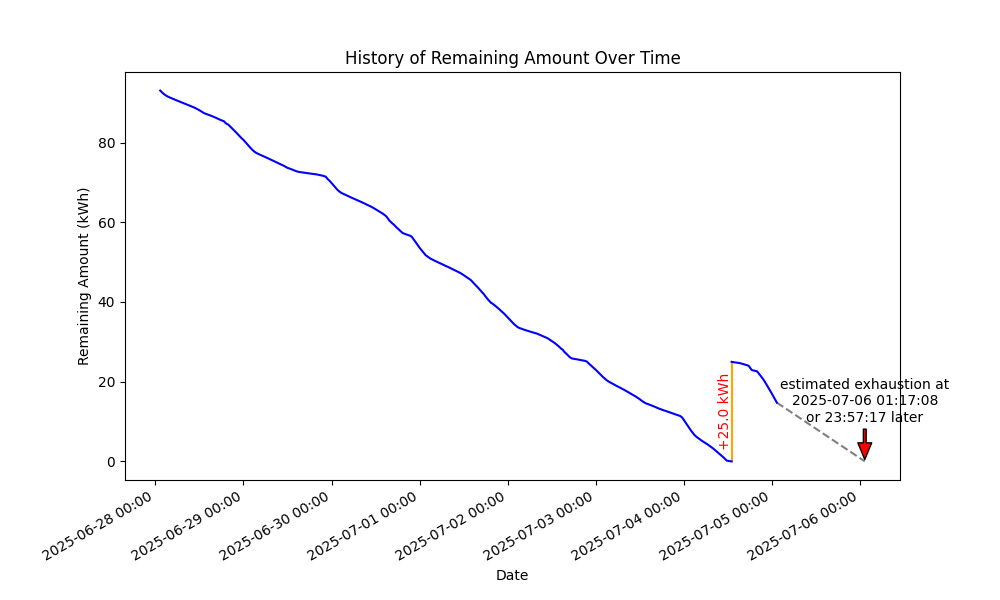 History of Remaining Amount Over Time
Remaining Amount (kWh)
80
60
40
20
0
+25.0 kWh
estimated exhaustion at
2025-07-06 01:17:08
or 23:57:17 later
2025-06-28 00:00
2025-06-29 00:00
2025-06-30 00:00
2025-07-01 00:00
2025-07-02 00:00
2025-07-03 00:00
2025-07-04 00:00
2025-07-05 00:00
2025-07-06 00:00
Date